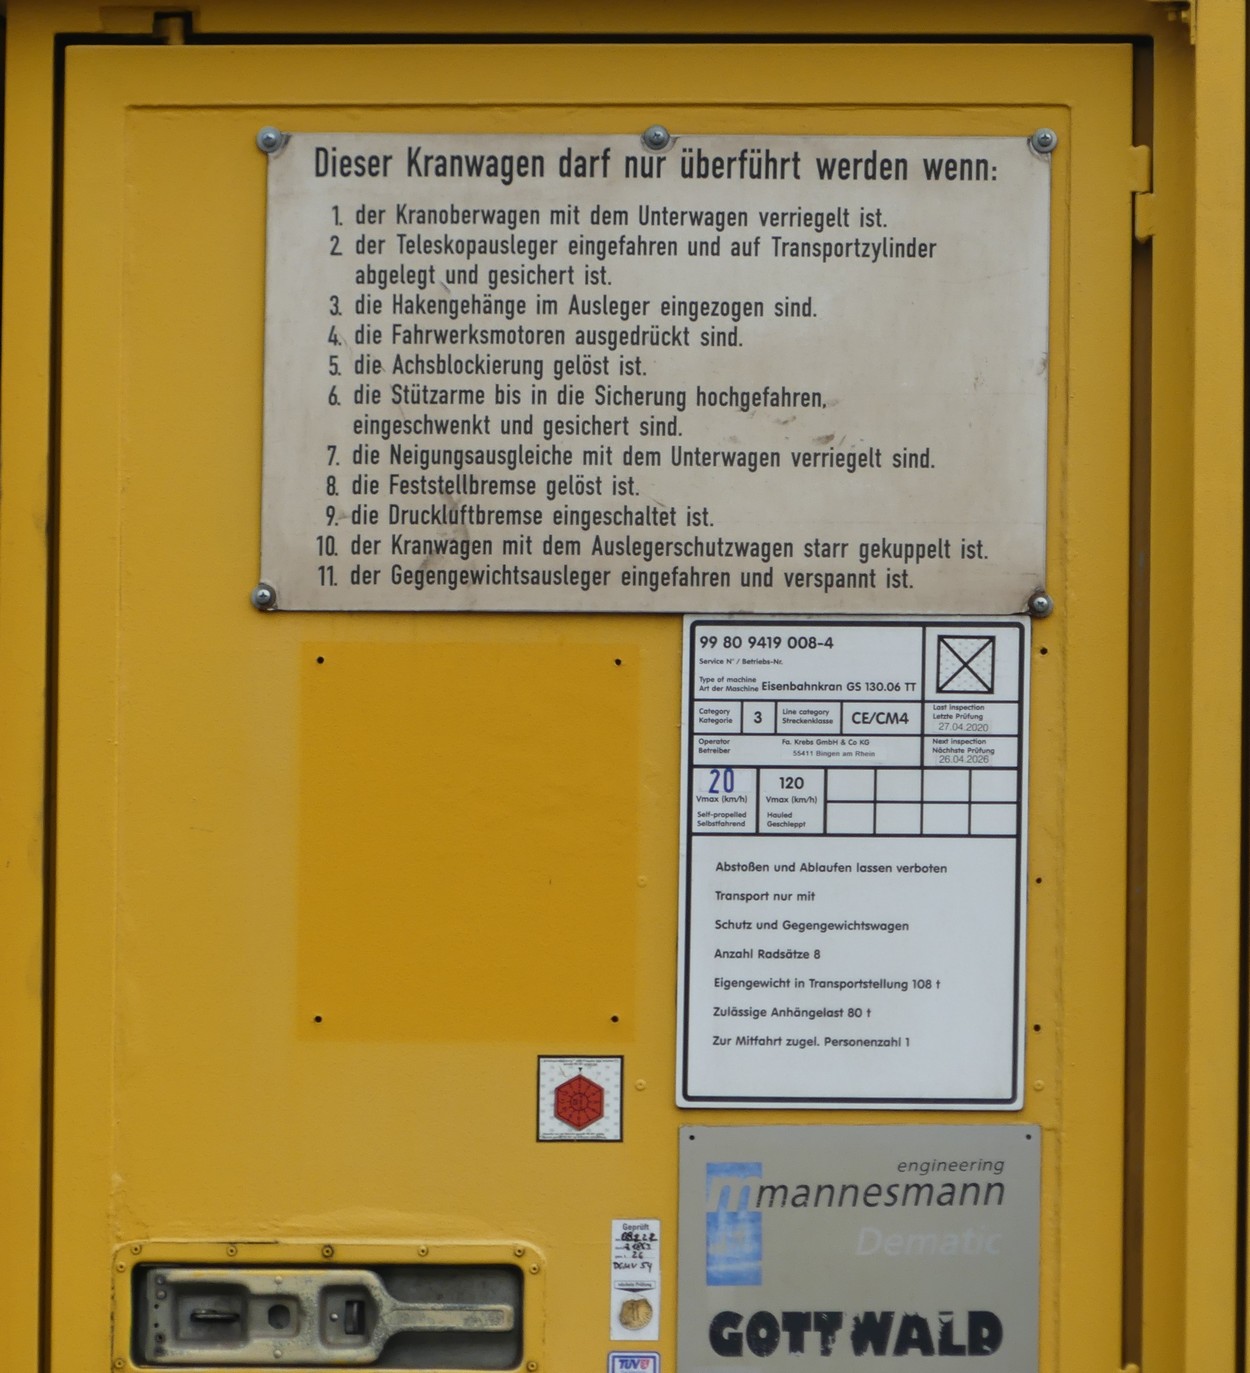 Dieser Kranwagen darf nur überführt werden wenn:
1. der Kranoberwagen mit dem Unterwagen verriegelt ist.
2. der Teleskopausleger eingefahren und auf Transportzylinder
abgelegt und gesichert ist.
3. die Hakengehänge im Ausleger eingezogen sind.
4. die Fahrwerksmotoren ausgedrückt sind.
5. die Achsblockierung gelöst ist.
6. die Stützarme bis in die Sicherung hochgefahren,
eingeschwenkt und gesichert sind.
7. die Neigungsausgleiche mit dem Unterwagen verriegelt sind.
8. die Feststellbremse gelöst ist.
9. die Druckluftbremse eingeschaltet ist.
10. der Kranwagen mit dem Auslegerschutzwagen starr gekuppelt ist.
11. der Gegengewichtsausleger eingefahren und verspannt ist.
99 80 9419 008-4
Service N° / Betriebs-Nr.
Type of machine
Art der Maschine Eisenbahnkran GS 130.06 TT
Category
Kategorie
3
Line category
Streckenklasse
CE/CM4
Last inspection
Letzte Prüfung
27.04.2020
Operator
Betreiber
Fa. Krebs GmbH & Co KG
55411 Bingen am Rhein
Next inspection
Nächste Prüfung
26.04.2026
20
Vmax (km/h)
Self-propelled
Selbstfahrend
120
Vmax (km/h)
Hauled
Geschleppt
Abstoßen und Ablaufen lassen verboten
Transport nur mit
Schutz und Gegengewichtswagen
Anzahl Radsätze 8
Eigengewicht in Transportstellung 108 t
Zulässige Anhängelast 80 t
Zur Mitfahrt zugel. Personenzahl 1
engineering
mannesmann
Dematic
GOTTWALD
Geprüft
TÜV